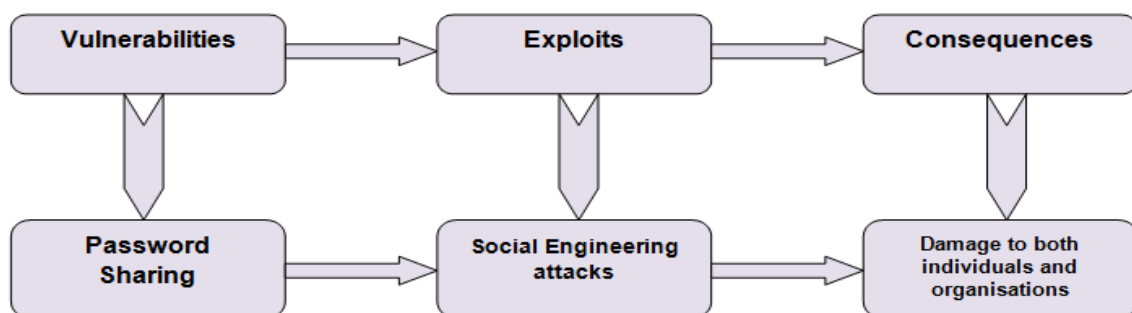 Vulnerabilities
Exploits
Consequences
Password
Sharing
Social Engineering
attacks
Damage to both
individuals and
organisations